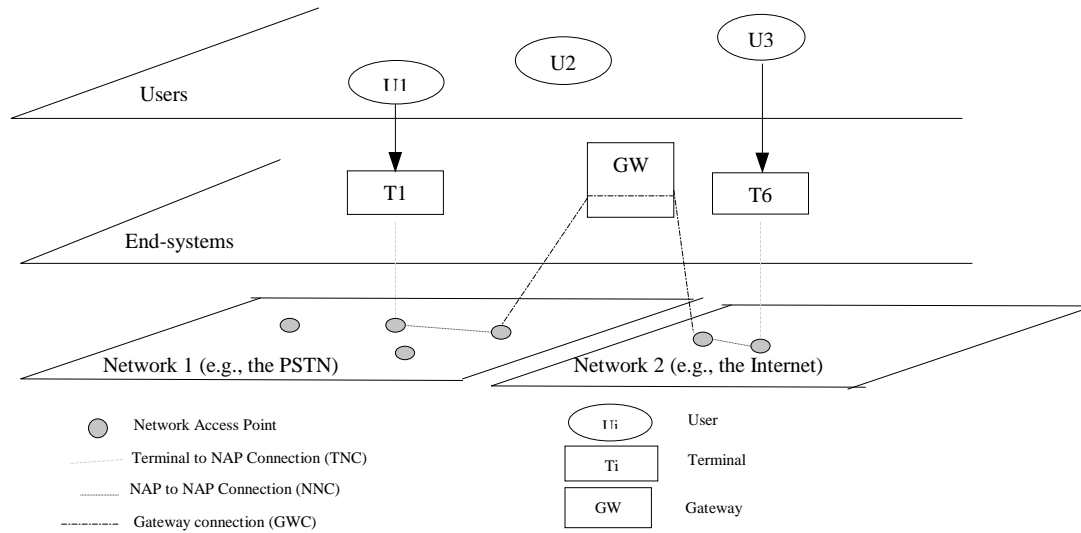 U3
U2
U1
Users
GW
T1
T6
End-systems
Network 1 (e.g., the PSTN)
Network 2 (e.g., the Internet)
Network Access Point
Ui
User
Terminal to NAP Connection (TNC)
Ti
Terminal
NAP to NAP Connection (NNC)
GW
Gateway
Gateway connection (GWC)